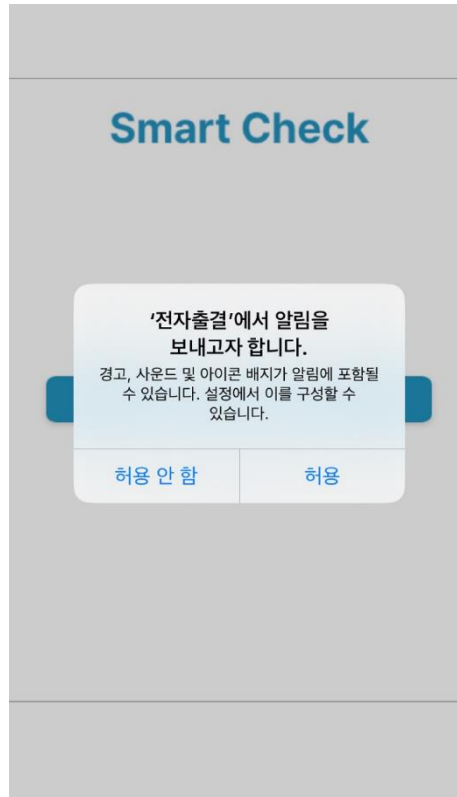 Smart Check
‘전자출결’에서 알림을
보내고자 합니다.
경고, 사운드 및 아이콘 배지가 알림에 포함될
수 있습니다. 설정에서 이를 구성할 수
있습니다.
허용 안 함
허용